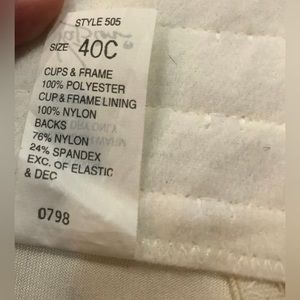 STYLE 505
SIZE 40C
CUPS & FRAME
100% POLYESTER
CUP & FRAME LINING
100% NYLON
BACKS
76% NYLON
24% SPANDEX
EXC. OF ELASTIC
& DEC
0798